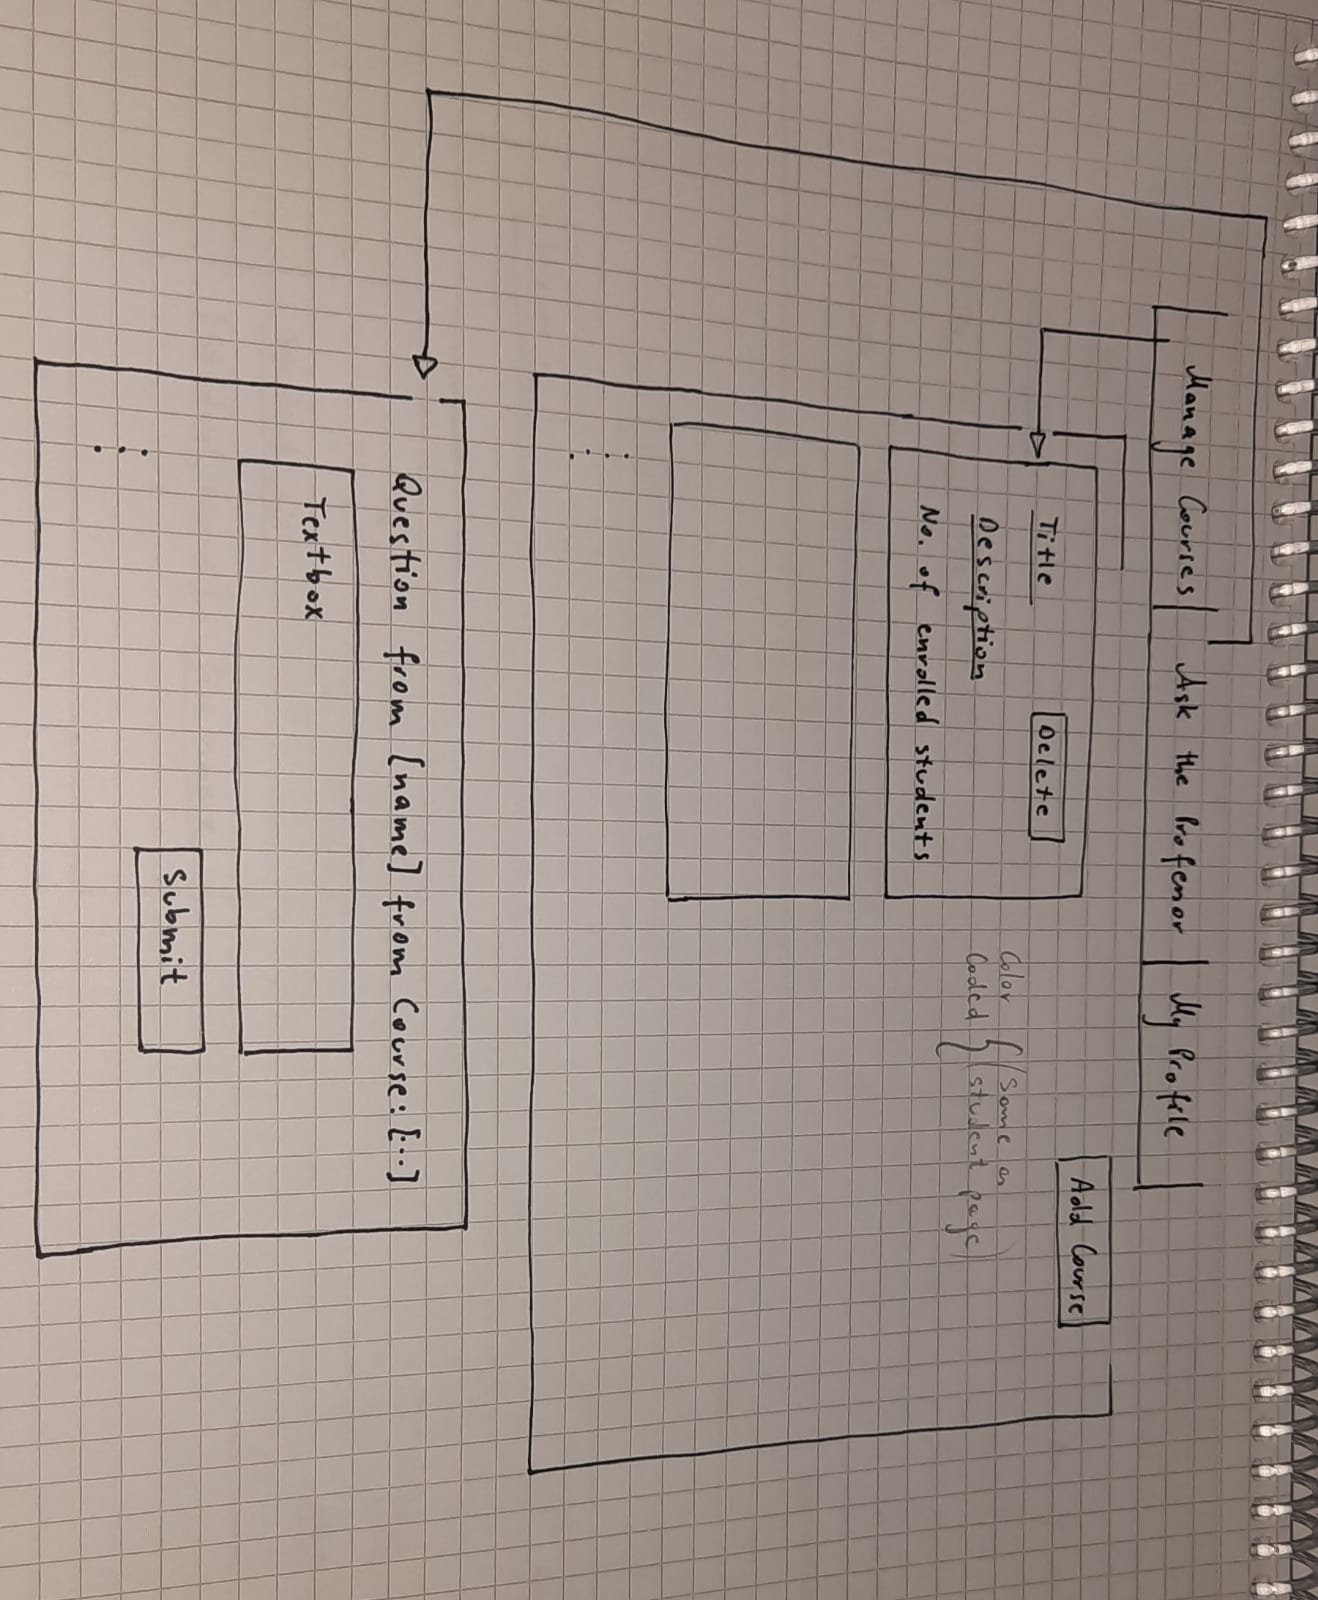 Manage Courses Ask the Professor My Profile
Add Course
Title Delete
Description
No. of enrolled students
Color Coded { (same as student page)
Question from [name] from Course: [...]
Textbox
Submit